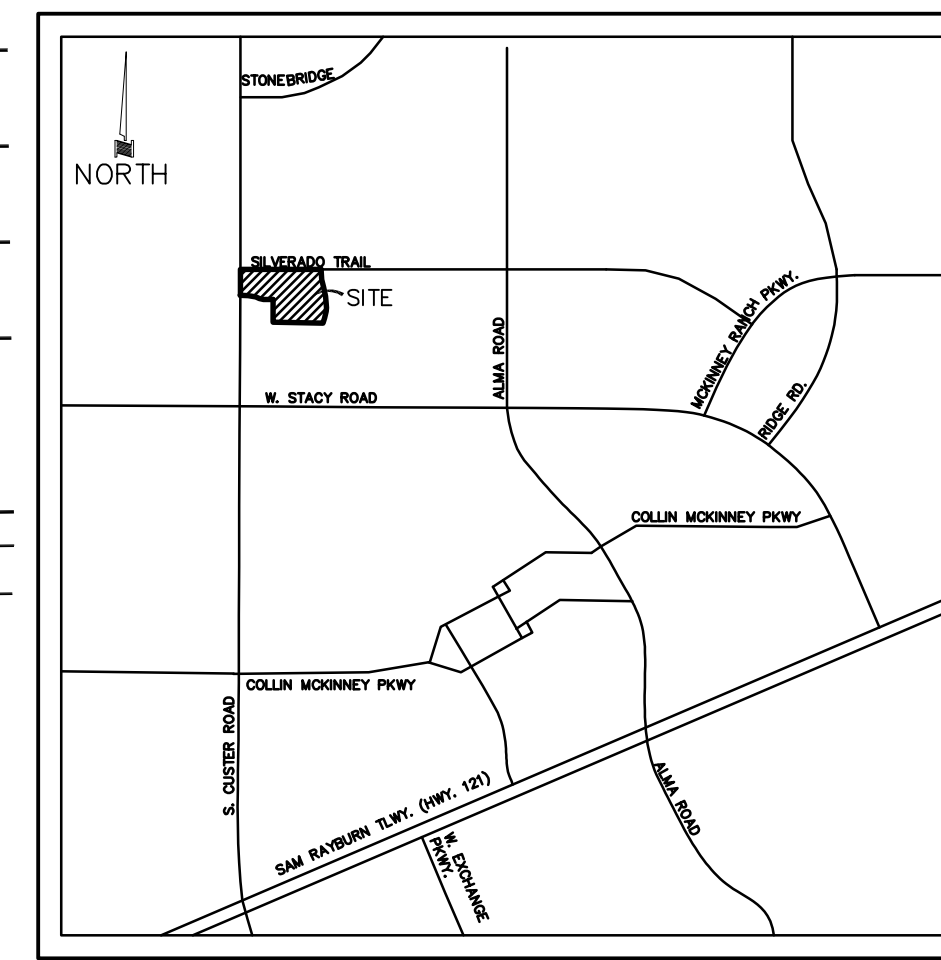 STONEBRIDGE
NORTH
SILVERADO TRAIL
SITE
MCKINNEY RANCH PKWY.
ALMA ROAD
W. STACY ROAD
RIDGE RD.
COLLIN MCKINNEY PKWY
COLLIN MCKINNEY PKWY
S. CUSTER ROAD
SAM RAYBURN TLWY. (HWY. 121)
ALMA ROAD
W. EXCHANGE
PKWY.